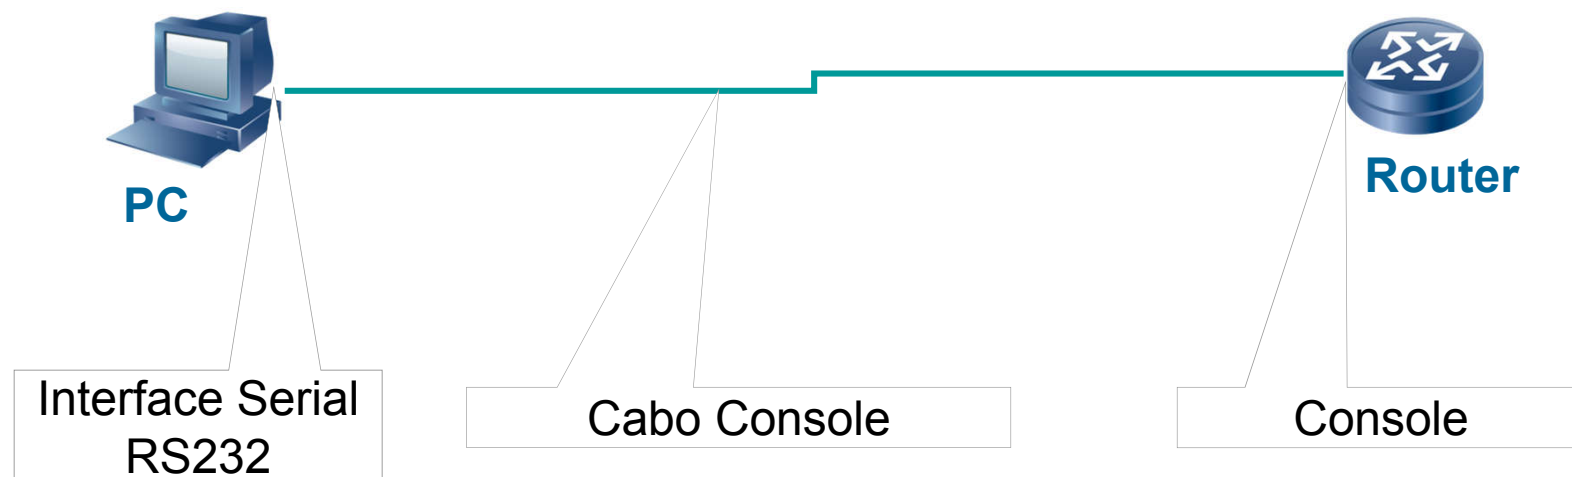 PC
Router
Interface Serial
RS232
Cabo Console
Console